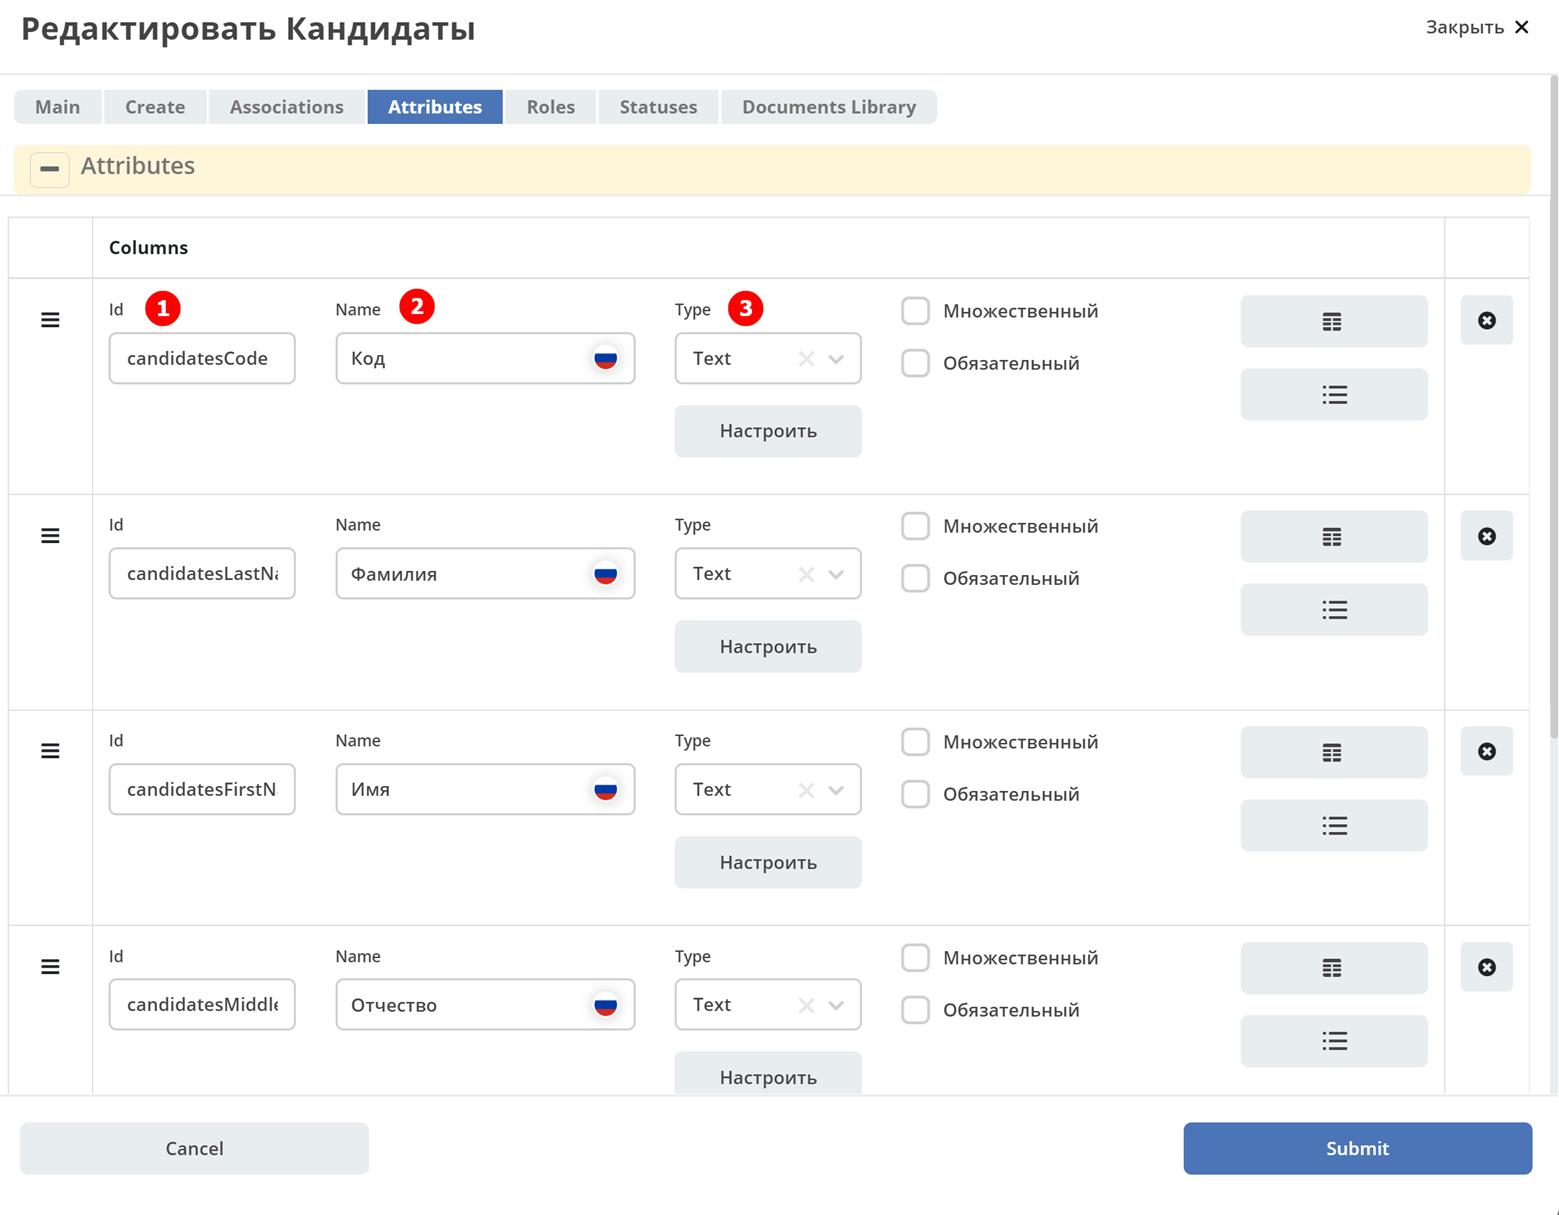 Редактировать Кандидаты
Закрыть
Main Create Associations Attributes Roles Statuses Documents Library
Attributes
Columns
Id 1 Name 2 Type 3 Множественный
candidatesCode Код Text Обязательный
Настроить
Id Name Type Множественный
candidatesLastNa Фамилия Text Обязательный
Настроить
Id Name Type Множественный
candidatesFirstN Имя Text Обязательный
Настроить
Id Name Type Множественный
candidatesMiddle Отчество Text Обязательный
Настроить
Cancel Submit